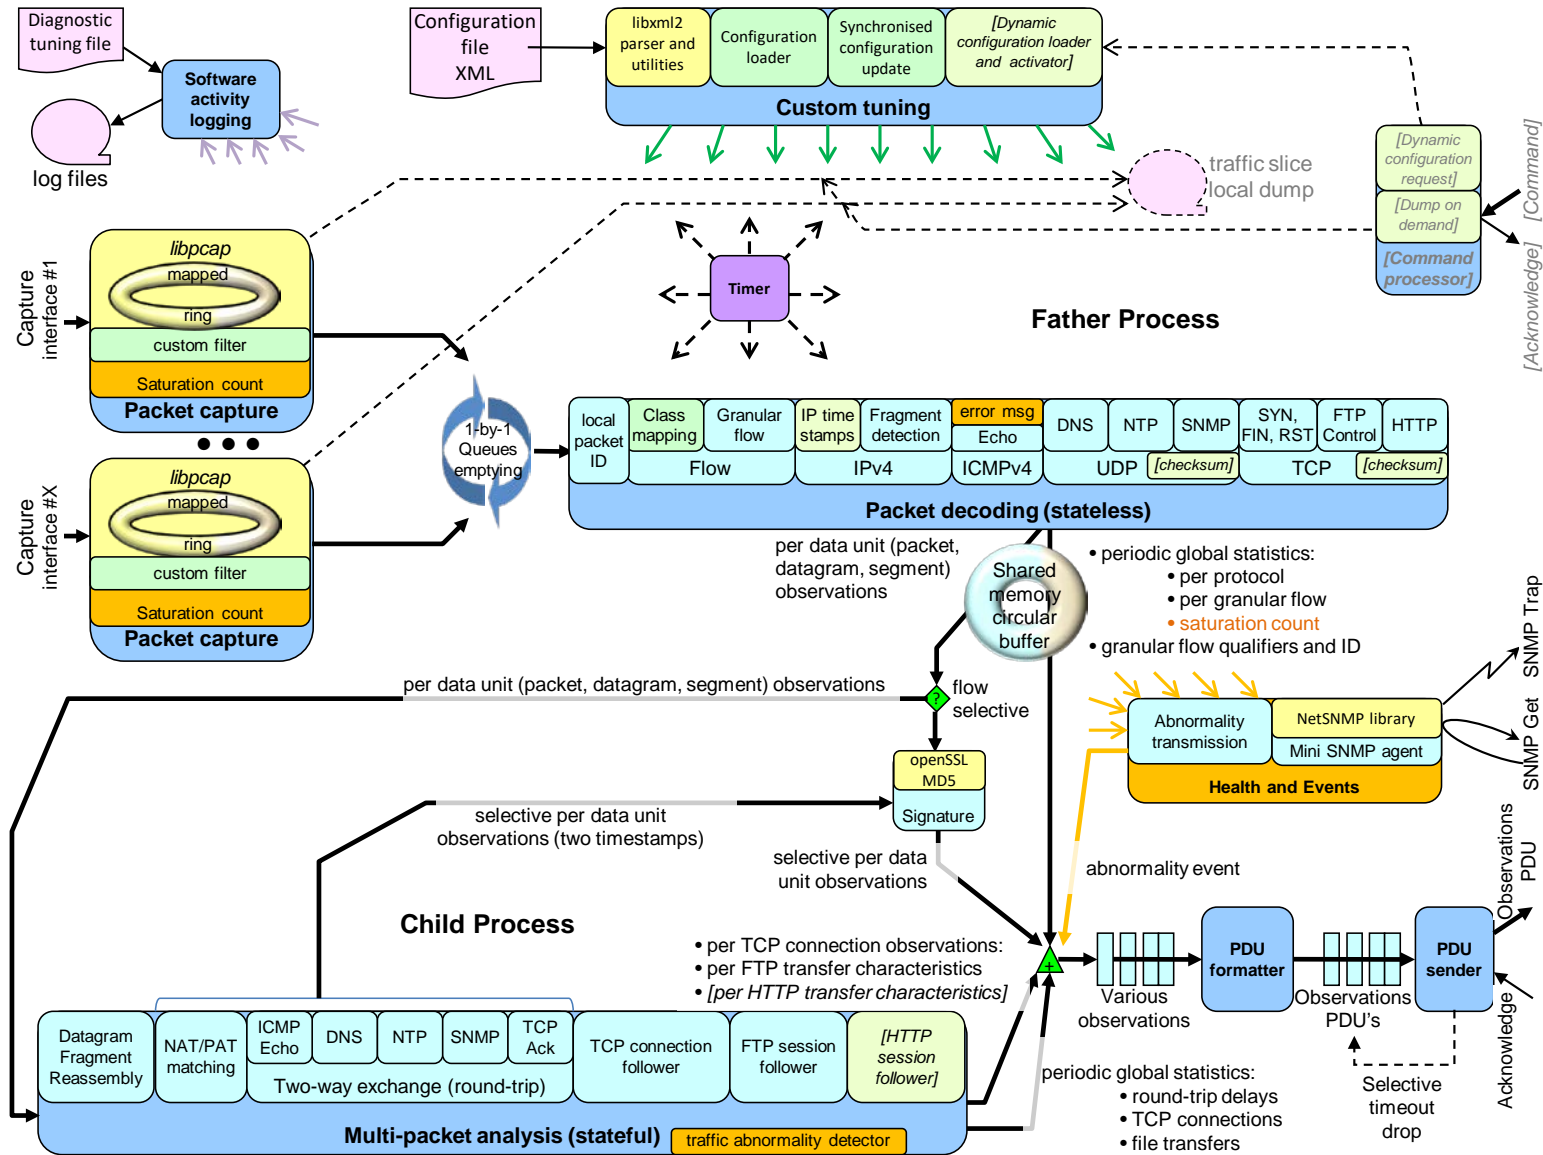 Diagnostic
tuning file
Software
activity
logging
log files
Configuration
file
XML
libxml2
parser and
utilities
Configuration
loader
Synchronised
configuration
update
[Dynamic
configuration loader
and activator]
Custom tuning
traffic slice
local dump
[Dynamic
configuration
request]
[Dump on
demand]
[Command
processor]
[Command]
[Acknowledge]
Capture
interface #1
libpcap
mapped
ring
custom filter
Saturation count
Packet capture
Timer
Father Process
Capture
interface #X
libpcap
mapped
ring
custom filter
Saturation count
Packet capture
1-by-1
Queues
emptying
local
packet
ID
Class
mapping
Granular
flow
Flow
IP time
stamps
Fragment
detection
IPv4
error msg
Echo
ICMPv4
DNS
NTP
SNMP
UDP
[checksum]
SYN,
FIN, RST
FTP
Control
HTTP
TCP
[checksum]
Packet decoding (stateless)
per data unit (packet,
datagram, segment)
observations
Shared
memory
circular
buffer
• periodic global statistics:
• per protocol
• per granular flow
• saturation count
• granular flow qualifiers and ID
per data unit (packet, datagram, segment) observations
?
flow
selective
openSSL
MD5
Signature
selective per data unit
observations (two timestamps)
selective per data
unit observations
Abnormality
transmission
NetSNMP library
Mini SNMP agent
Health and Events
SNMP Trap
SNMP Get
abnormality event
Child Process
• per TCP connection observations:
• per FTP transfer characteristics
• [per HTTP transfer characteristics]
+
Various
observations
PDU
formatter
Observations
PDU's
PDU
sender
Observations
PDU
Acknowledge
Selective
timeout
drop
Datagram
Fragment
Reassembly
NAT/PAT
matching
ICMP
Echo
DNS
NTP
SNMP
TCP
Ack
Two-way exchange (round-trip)
TCP connection
follower
FTP session
follower
[HTTP
session
follower]
Multi-packet analysis (stateful)
traffic abnormality detector
periodic global statistics:
• round-trip delays
• TCP connections
• file transfers